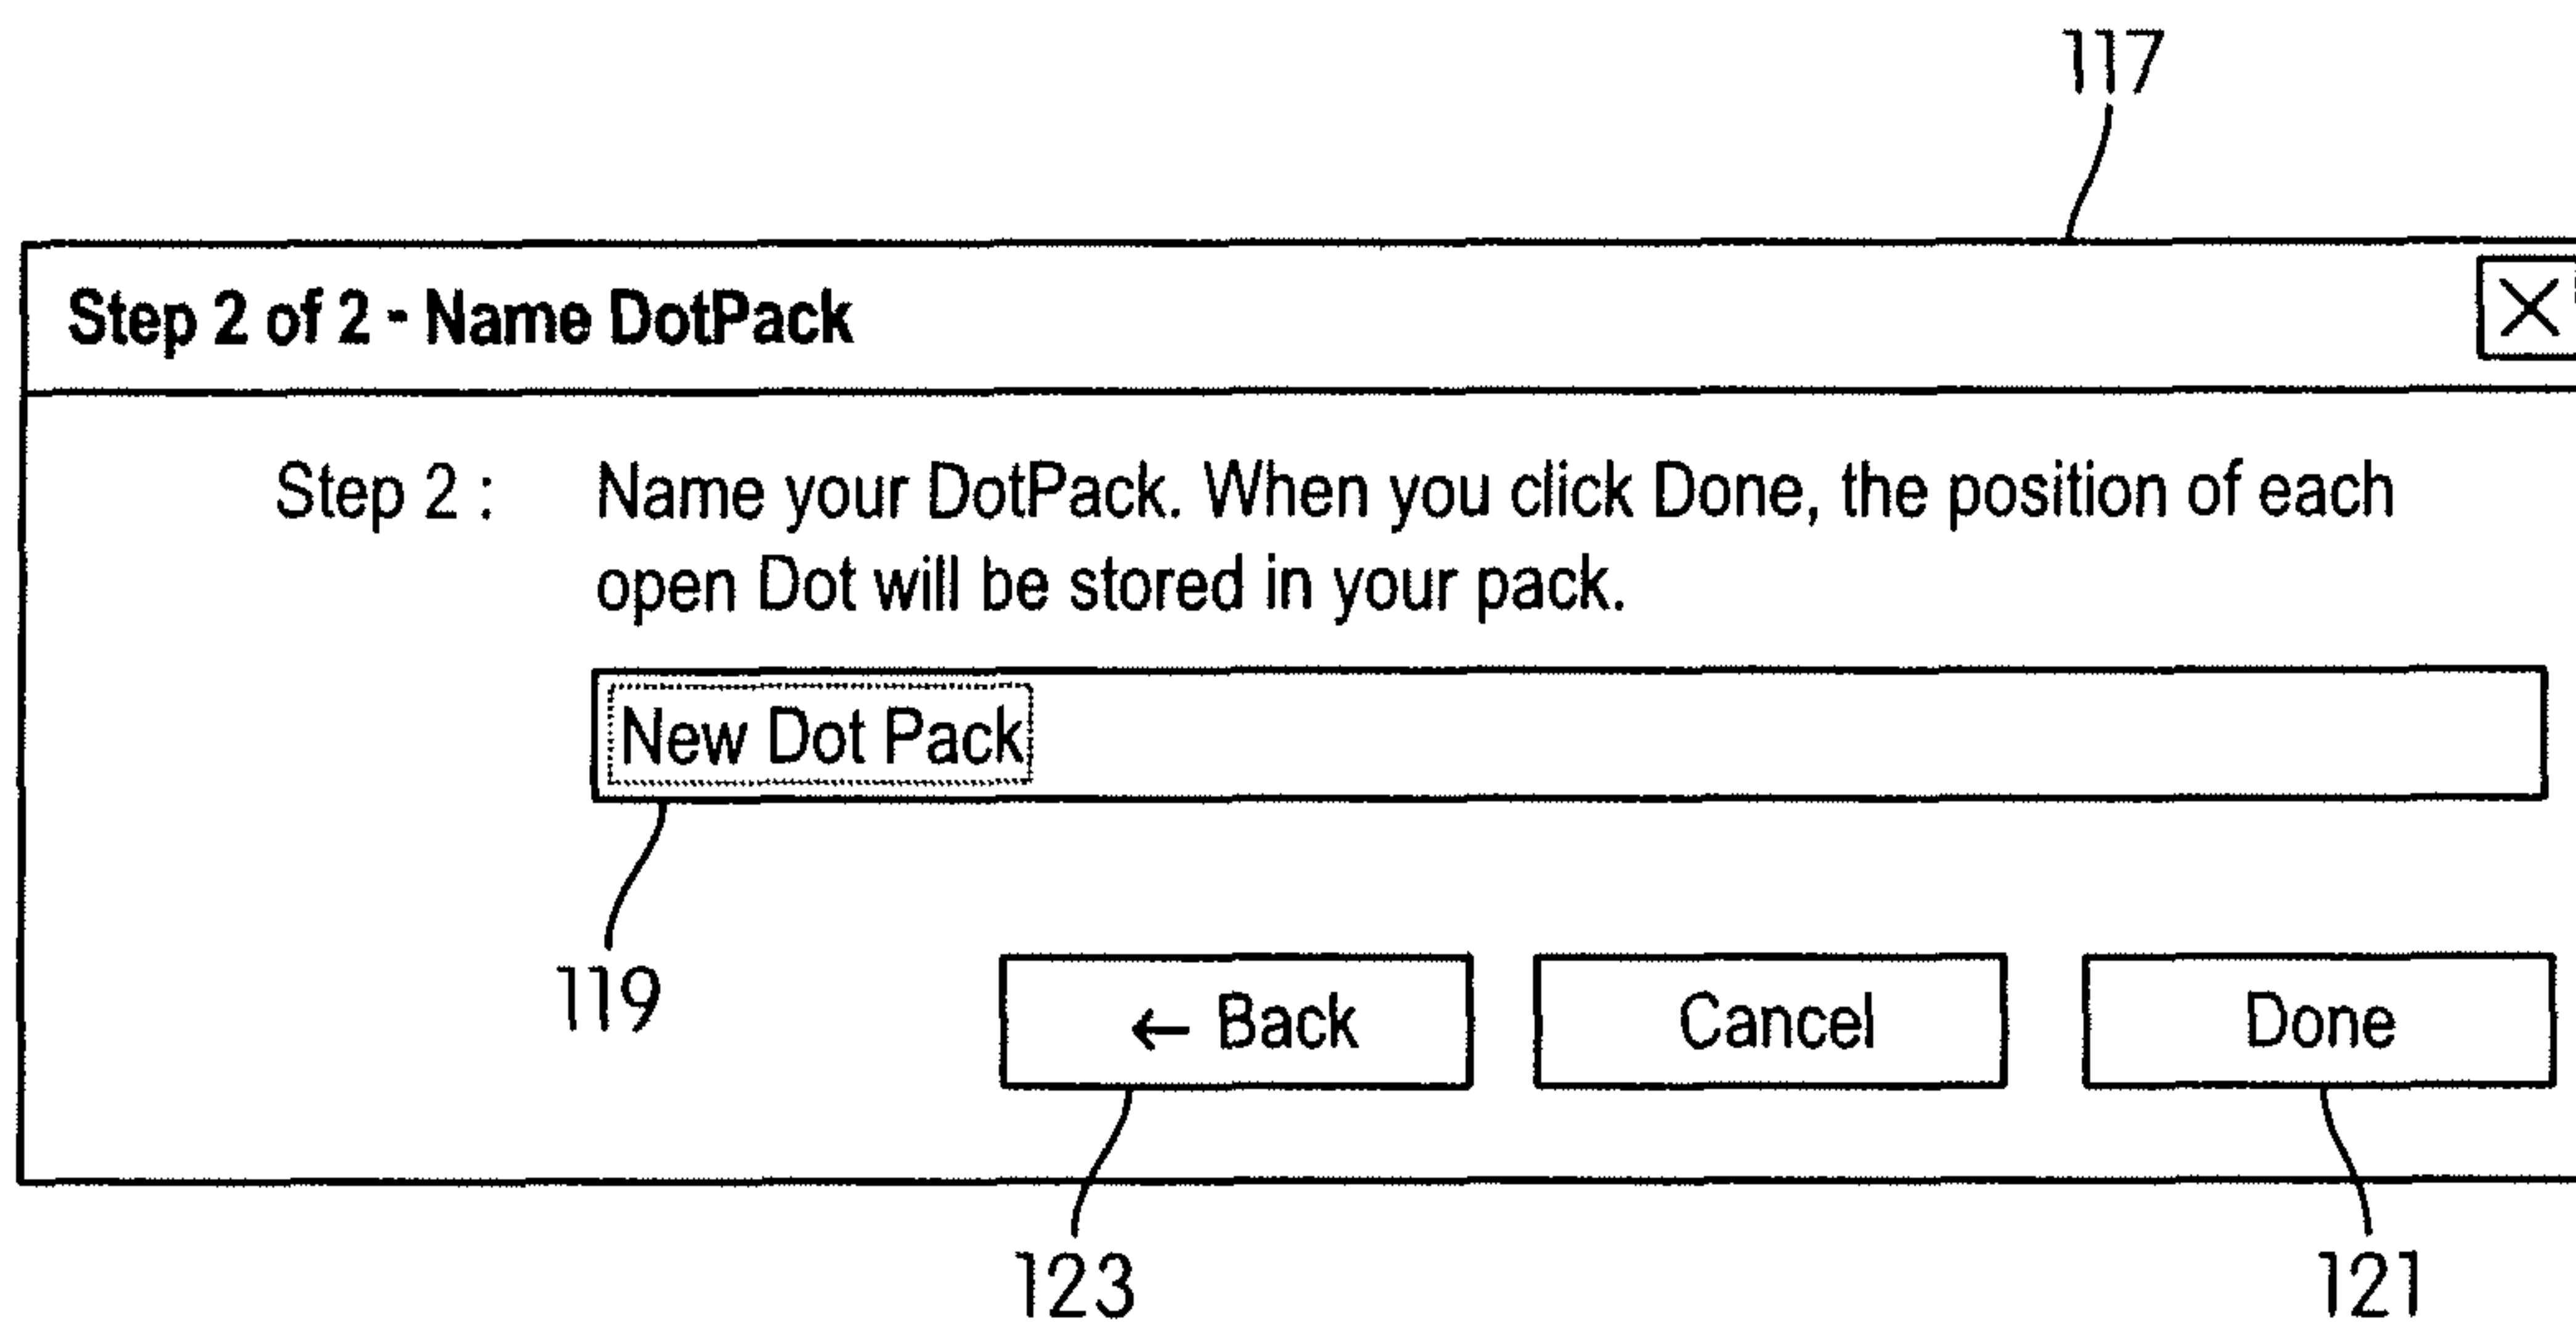 117
Step 2 of 2 - Name DotPack
Step 2 : Name your DotPack. When you click Done, the position of each
open Dot will be stored in your pack.
New Dot Pack
119
← Back Cancel Done
123 121